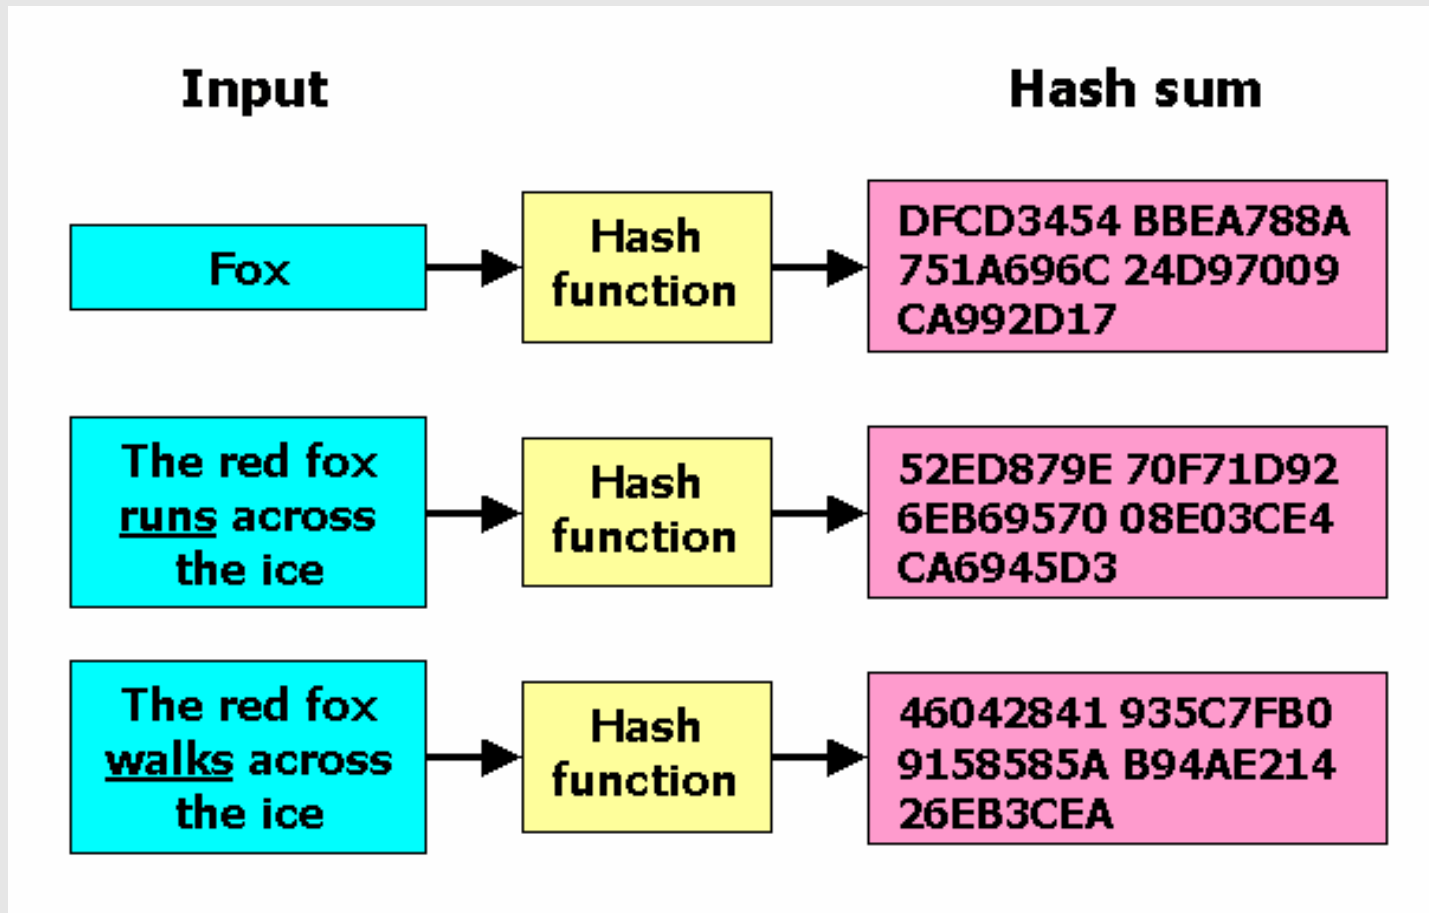 Input
Hash sum
Fox
Hash
function
DFCD3454 BBEA788A
751A696C 24D97009
CA992D17
The red fox
runs across
the ice
Hash
function
52ED879E 70F71D92
6EB69570 08E03CE4
CA6945D3
The red fox
walks across
the ice
Hash
function
46042841 935C7FB0
9158585A B94AE214
26EB3CEA